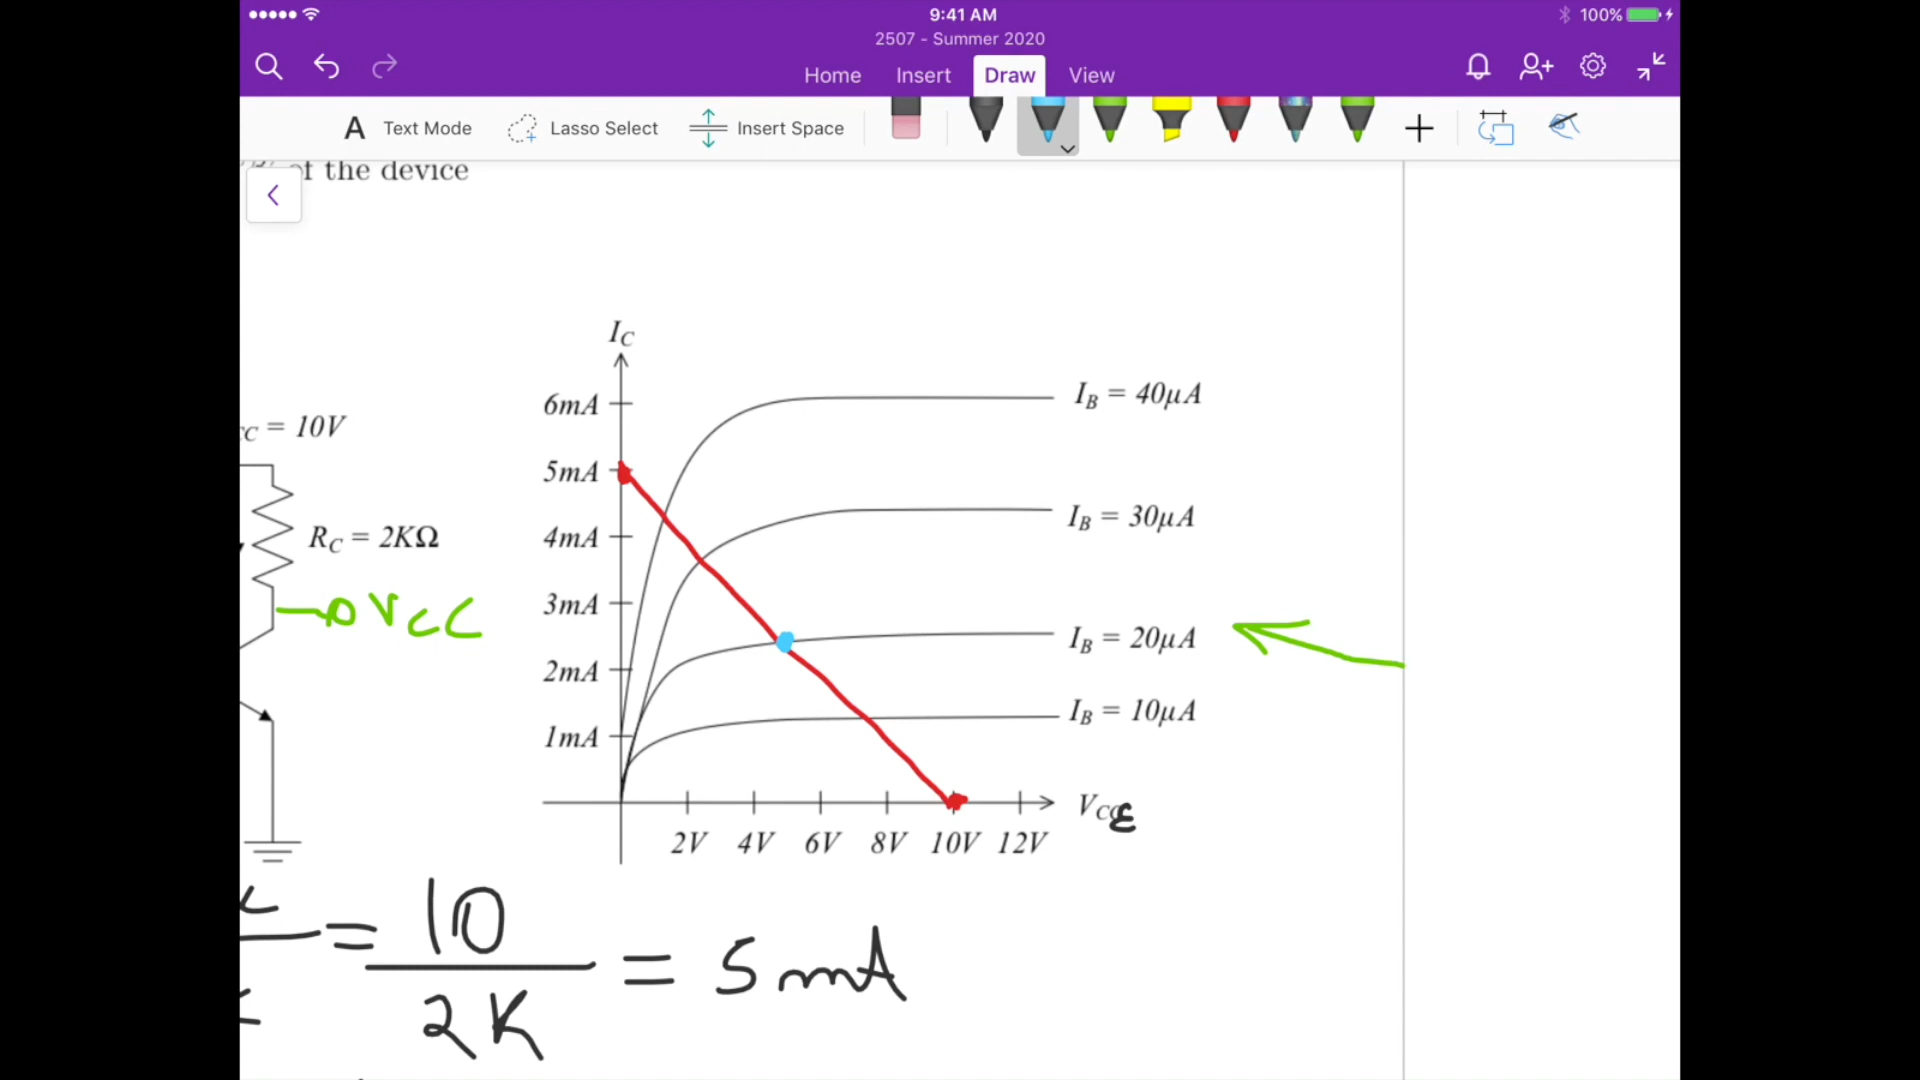 9:41 AM
100%
2507 - Summer 2020
Home Insert Draw View
A Text Mode Lasso Select Insert Space
of the device
I_C
6mA
5mA
4mA
3mA
2mA
1mA
I_B = 40μA
I_B = 30μA
I_B = 20μA
I_B = 10μA
CC = 10V
R_C = 2KΩ
VCC
2V 4V 6V 8V 10V 12V
V_CE
= 10 / 2K = 5mA